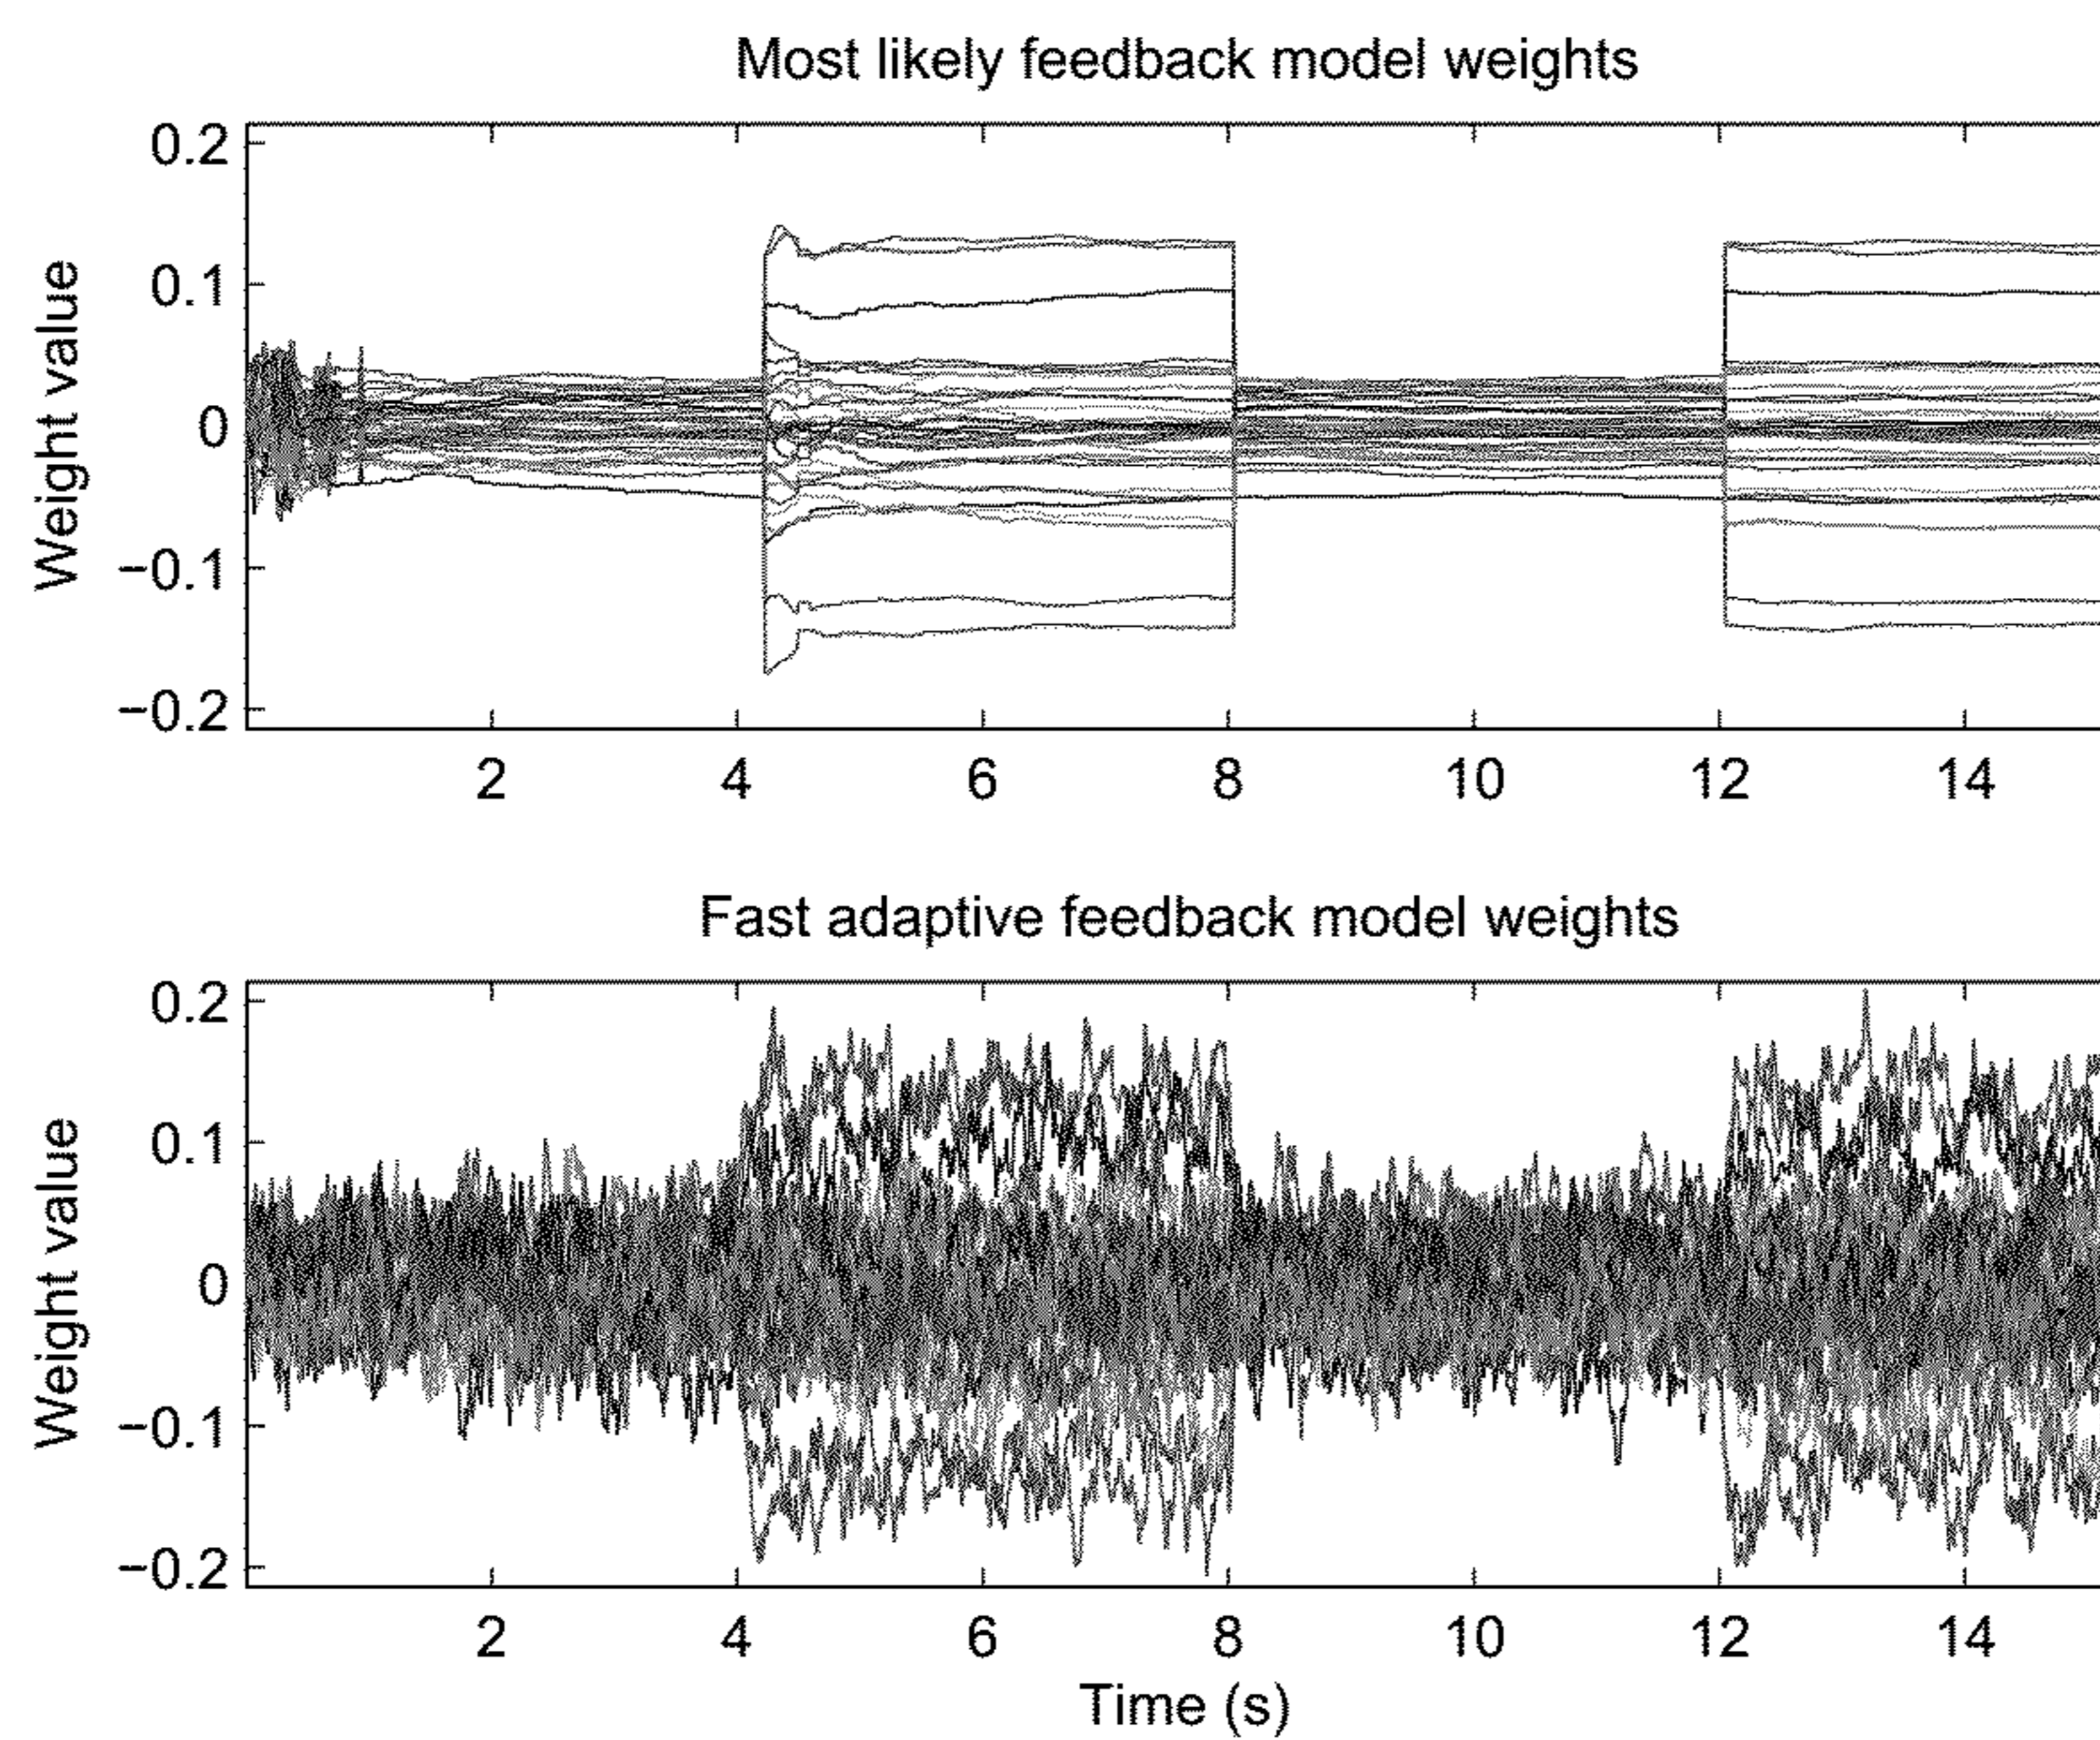 Most likely feedback model weights
Weight value
0.2
0.1
0
−0.1
−0.2
2 4 6 8 10 12 14
Fast adaptive feedback model weights
Weight value
0.2
0.1
0
−0.1
−0.2
2 4 6 8 10 12 14
Time (s)